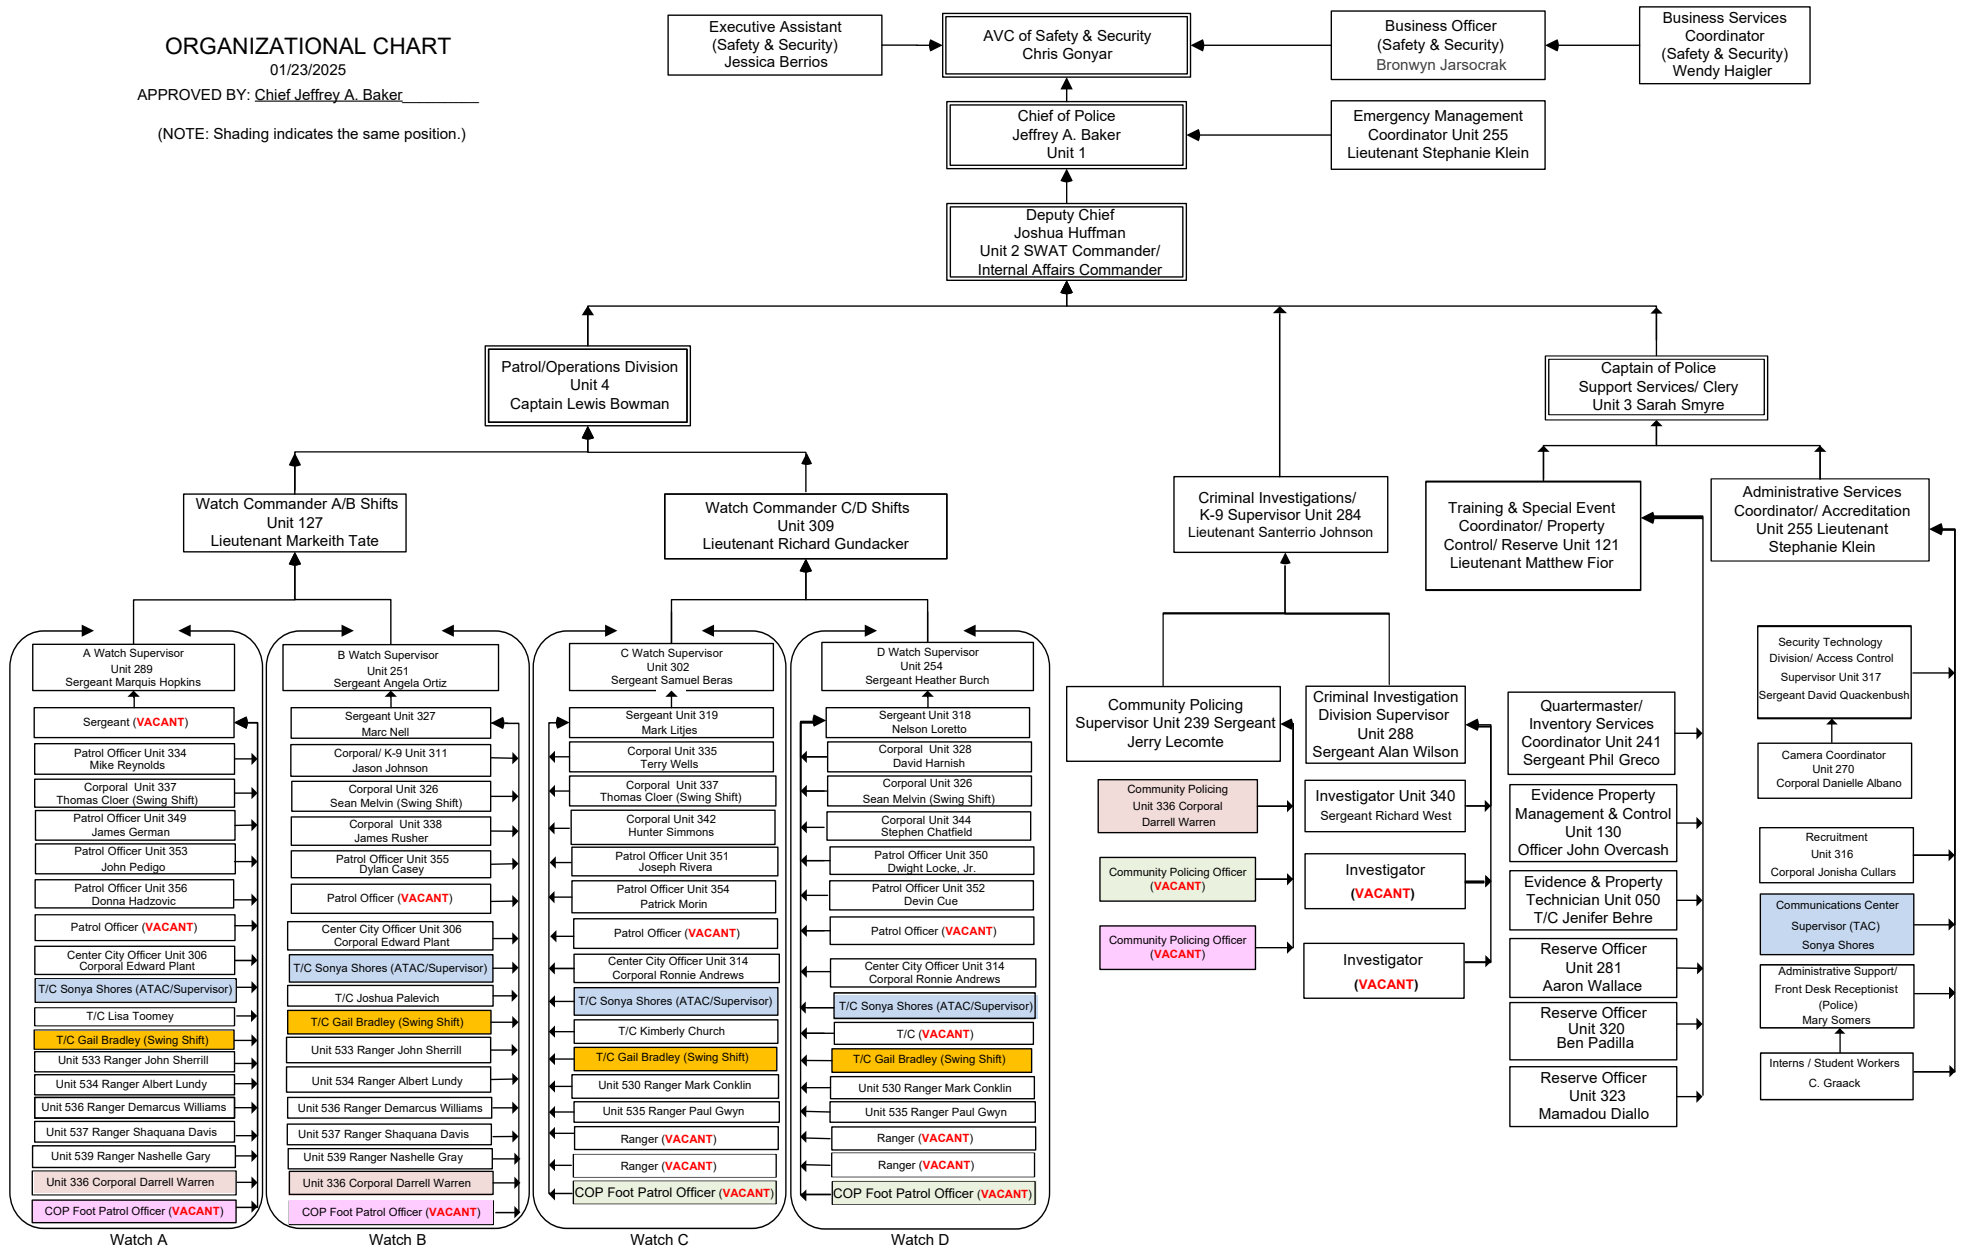 ORGANIZATIONAL CHART
01/23/2025
APPROVED BY: Chief Jeffrey A. Baker
(NOTE: Shading indicates the same position.)
Executive Assistant
(Safety & Security)
Jessica Berrios
AVC of Safety & Security
Chris Gonyar
Business Officer
(Safety & Security)
Bronwyn Jarsocrak
Business Services
Coordinator
(Safety & Security)
Wendy Haigler
Chief of Police
Jeffrey A. Baker
Unit 1
Emergency Management
Coordinator Unit 255
Lieutenant Stephanie Klein
Deputy Chief
Joshua Huffman
Unit 2 SWAT Commander/
Internal Affairs Commander
Patrol/Operations Division
Unit 4
Captain Lewis Bowman
Captain of Police
Support Services/ Clery
Unit 3 Sarah Smyre
Watch Commander A/B Shifts
Unit 127
Lieutenant Markeith Tate
Watch Commander C/D Shifts
Unit 309
Lieutenant Richard Gundacker
Criminal Investigations/
K-9 Supervisor Unit 284
Lieutenant Santerrio Johnson
Training & Special Event
Coordinator/ Property
Control/ Reserve Unit 121
Lieutenant Matthew Fior
Administrative Services
Coordinator/ Accreditation
Unit 255 Lieutenant
Stephanie Klein
A Watch Supervisor
Unit 289
Sergeant Marquis Hopkins
Sergeant (VACANT)
Patrol Officer Unit 334
Mike Reynolds
Corporal Unit 337
Thomas Cloer (Swing Shift)
Patrol Officer Unit 349
James German
Patrol Officer Unit 353
John Pedigo
Patrol Officer Unit 356
Donna Hadzovic
Patrol Officer (VACANT)
Center City Officer Unit 306
Corporal Edward Plant
T/C Sonya Shores (ATAC/Supervisor)
T/C Lisa Toomey
T/C Gail Bradley (Swing Shift)
Unit 533 Ranger John Sherrill
Unit 534 Ranger Albert Lundy
Unit 536 Ranger Demarcus Williams
Unit 537 Ranger Shaquana Davis
Unit 539 Ranger Nashelle Gary
Unit 336 Corporal Darrell Warren
COP Foot Patrol Officer (VACANT)
Watch A
B Watch Supervisor
Unit 251
Sergeant Angela Ortiz
Sergeant Unit 327
Marc Nell
Corporal/ K-9 Unit 311
Jason Johnson
Corporal Unit 326
Sean Melvin (Swing Shift)
Corporal Unit 338
James Rusher
Patrol Officer Unit 355
Dylan Casey
Patrol Officer (VACANT)
Center City Officer Unit 306
Corporal Edward Plant
T/C Sonya Shores (ATAC/Supervisor)
T/C Joshua Palevich
T/C Gail Bradley (Swing Shift)
Unit 533 Ranger John Sherrill
Unit 534 Ranger Albert Lundy
Unit 536 Ranger Demarcus Williams
Unit 537 Ranger Shaquana Davis
Unit 539 Ranger Nashelle Gray
Unit 336 Corporal Darrell Warren
COP Foot Patrol Officer (VACANT)
Watch B
C Watch Supervisor
Unit 302
Sergeant Samuel Beras
Sergeant Unit 319
Mark Litjes
Corporal Unit 335
Terry Wells
Corporal Unit 337
Thomas Cloer (Swing Shift)
Corporal Unit 342
Hunter Simmons
Patrol Officer Unit 351
Joseph Rivera
Patrol Officer Unit 354
Patrick Morin
Patrol Officer (VACANT)
Center City Officer Unit 314
Corporal Ronnie Andrews
T/C Sonya Shores (ATAC/Supervisor)
T/C Kimberly Church
T/C Gail Bradley (Swing Shift)
Unit 530 Ranger Mark Conklin
Unit 535 Ranger Paul Gwyn
Ranger (VACANT)
Ranger (VACANT)
COP Foot Patrol Officer (VACANT)
Watch C
D Watch Supervisor
Unit 254
Sergeant Heather Burch
Sergeant Unit 318
Nelson Loretto
Corporal Unit 328
David Harnish
Corporal Unit 326
Sean Melvin (Swing Shift)
Corporal Unit 344
Stephen Chatfield
Patrol Officer Unit 350
Dwight Locke, Jr.
Patrol Officer Unit 352
Devin Cue
Patrol Officer (VACANT)
Center City Officer Unit 314
Corporal Ronnie Andrews
T/C Sonya Shores (ATAC/Supervisor)
T/C (VACANT)
T/C Gail Bradley (Swing Shift)
Unit 530 Ranger Mark Conklin
Unit 535 Ranger Paul Gwyn
Ranger (VACANT)
Ranger (VACANT)
COP Foot Patrol Officer (VACANT)
Watch D
Community Policing
Supervisor Unit 239 Sergeant
Jerry Lecomte
Community Policing
Unit 336 Corporal
Darrell Warren
Community Policing Officer
(VACANT)
Community Policing Officer
(VACANT)
Criminal Investigation
Division Supervisor
Unit 288
Sergeant Alan Wilson
Investigator Unit 340
Sergeant Richard West
Investigator
(VACANT)
Investigator
(VACANT)
Quartermaster/
Inventory Services
Coordinator Unit 241
Sergeant Phil Greco
Evidence Property
Management & Control
Unit 130
Officer John Overcash
Evidence & Property
Technician Unit 050
T/C Jenifer Behre
Reserve Officer
Unit 281
Aaron Wallace
Reserve Officer
Unit 320
Ben Padilla
Reserve Officer
Unit 323
Mamadou Diallo
Security Technology
Division/ Access Control
Supervisor Unit 317
Sergeant David Quackenbush
Camera Coordinator
Unit 270
Corporal Danielle Albano
Recruitment
Unit 316
Corporal Jonisha Cullars
Communications Center
Supervisor (TAC)
Sonya Shores
Administrative Support/
Front Desk Receptionist
(Police)
Mary Somers
Interns / Student Workers
C. Graack